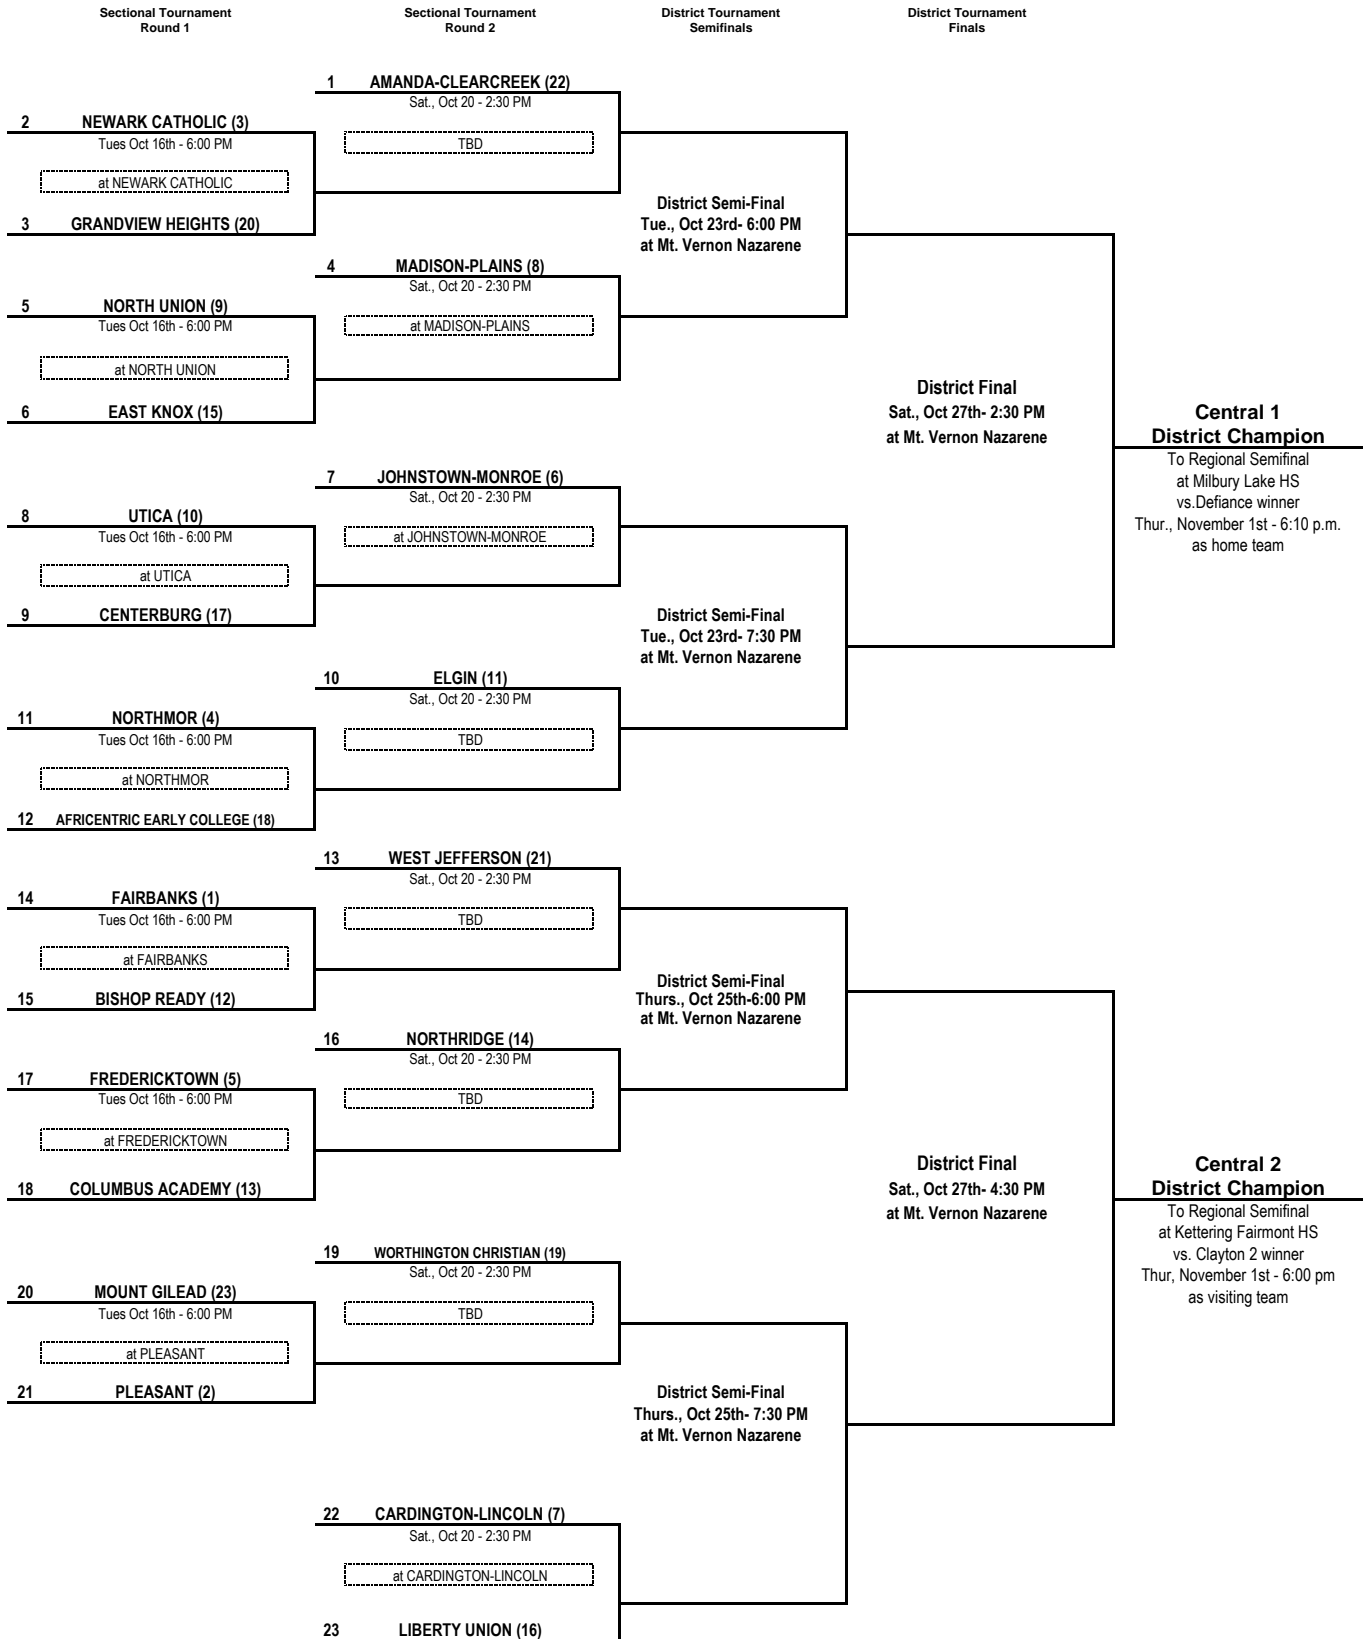 Sectional Tournament
Round 1
Sectional Tournament
Round 2
District Tournament
Semifinals
District Tournament
Finals
1 AMANDA-CLEARCREEK (22)
Sat., Oct 20 - 2:30 PM
TBD
2 NEWARK CATHOLIC (3)
Tues Oct 16th - 6:00 PM
at NEWARK CATHOLIC
3 GRANDVIEW HEIGHTS (20)
District Semi-Final
Tue., Oct 23rd- 6:00 PM
at Mt. Vernon Nazarene
4 MADISON-PLAINS (8)
Sat., Oct 20 - 2:30 PM
at MADISON-PLAINS
5 NORTH UNION (9)
Tues Oct 16th - 6:00 PM
at NORTH UNION
6 EAST KNOX (15)
District Final
Sat., Oct 27th- 2:30 PM
at Mt. Vernon Nazarene
Central 1
District Champion
To Regional Semifinal
at Milbury Lake HS
vs.Defiance winner
Thur., November 1st - 6:10 p.m.
as home team
7 JOHNSTOWN-MONROE (6)
Sat., Oct 20 - 2:30 PM
at JOHNSTOWN-MONROE
8 UTICA (10)
Tues Oct 16th - 6:00 PM
at UTICA
9 CENTERBURG (17)
District Semi-Final
Tue., Oct 23rd- 7:30 PM
at Mt. Vernon Nazarene
10 ELGIN (11)
Sat., Oct 20 - 2:30 PM
TBD
11 NORTHMOR (4)
Tues Oct 16th - 6:00 PM
at NORTHMOR
12 AFRICENTRIC EARLY COLLEGE (18)
13 WEST JEFFERSON (21)
Sat., Oct 20 - 2:30 PM
TBD
14 FAIRBANKS (1)
Tues Oct 16th - 6:00 PM
at FAIRBANKS
15 BISHOP READY (12)
District Semi-Final
Thurs., Oct 25th-6:00 PM
at Mt. Vernon Nazarene
16 NORTHRIDGE (14)
Sat., Oct 20 - 2:30 PM
TBD
17 FREDERICKTOWN (5)
Tues Oct 16th - 6:00 PM
at FREDERICKTOWN
18 COLUMBUS ACADEMY (13)
District Final
Sat., Oct 27th- 4:30 PM
at Mt. Vernon Nazarene
Central 2
District Champion
To Regional Semifinal
at Kettering Fairmont HS
vs. Clayton 2 winner
Thur, November 1st - 6:00 pm
as visiting team
19 WORTHINGTON CHRISTIAN (19)
Sat., Oct 20 - 2:30 PM
TBD
20 MOUNT GILEAD (23)
Tues Oct 16th - 6:00 PM
at PLEASANT
21 PLEASANT (2)
District Semi-Final
Thurs., Oct 25th- 7:30 PM
at Mt. Vernon Nazarene
22 CARDINGTON-LINCOLN (7)
Sat., Oct 20 - 2:30 PM
at CARDINGTON-LINCOLN
23 LIBERTY UNION (16)